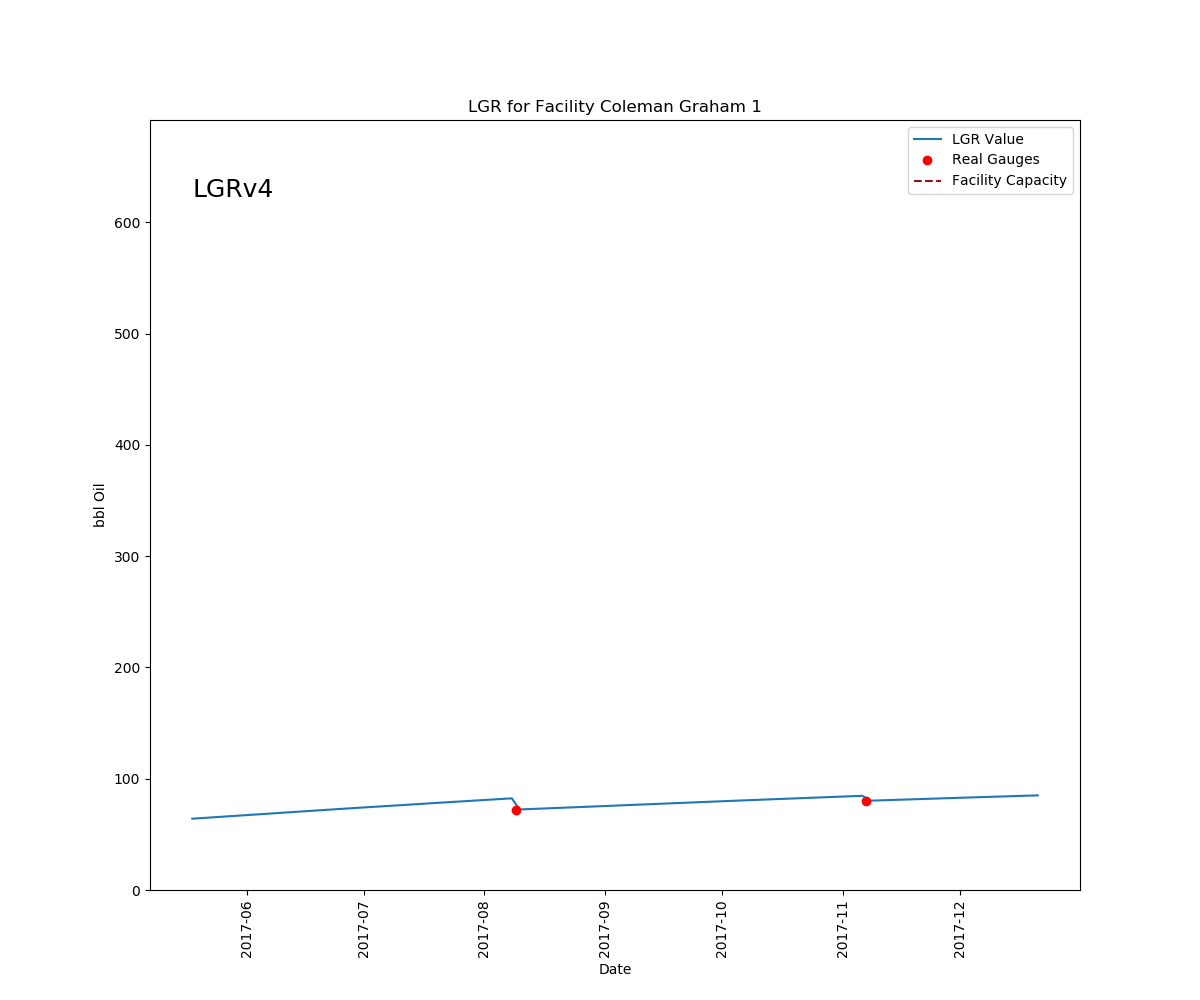 LGR for Facility Coleman Graham 1
LGRv4
LGR Value
Real Gauges
Facility Capacity
600
500
400
300
200
100
0
bbl Oil
2017-06
2017-07
2017-08
2017-09
2017-10
2017-11
2017-12
Date